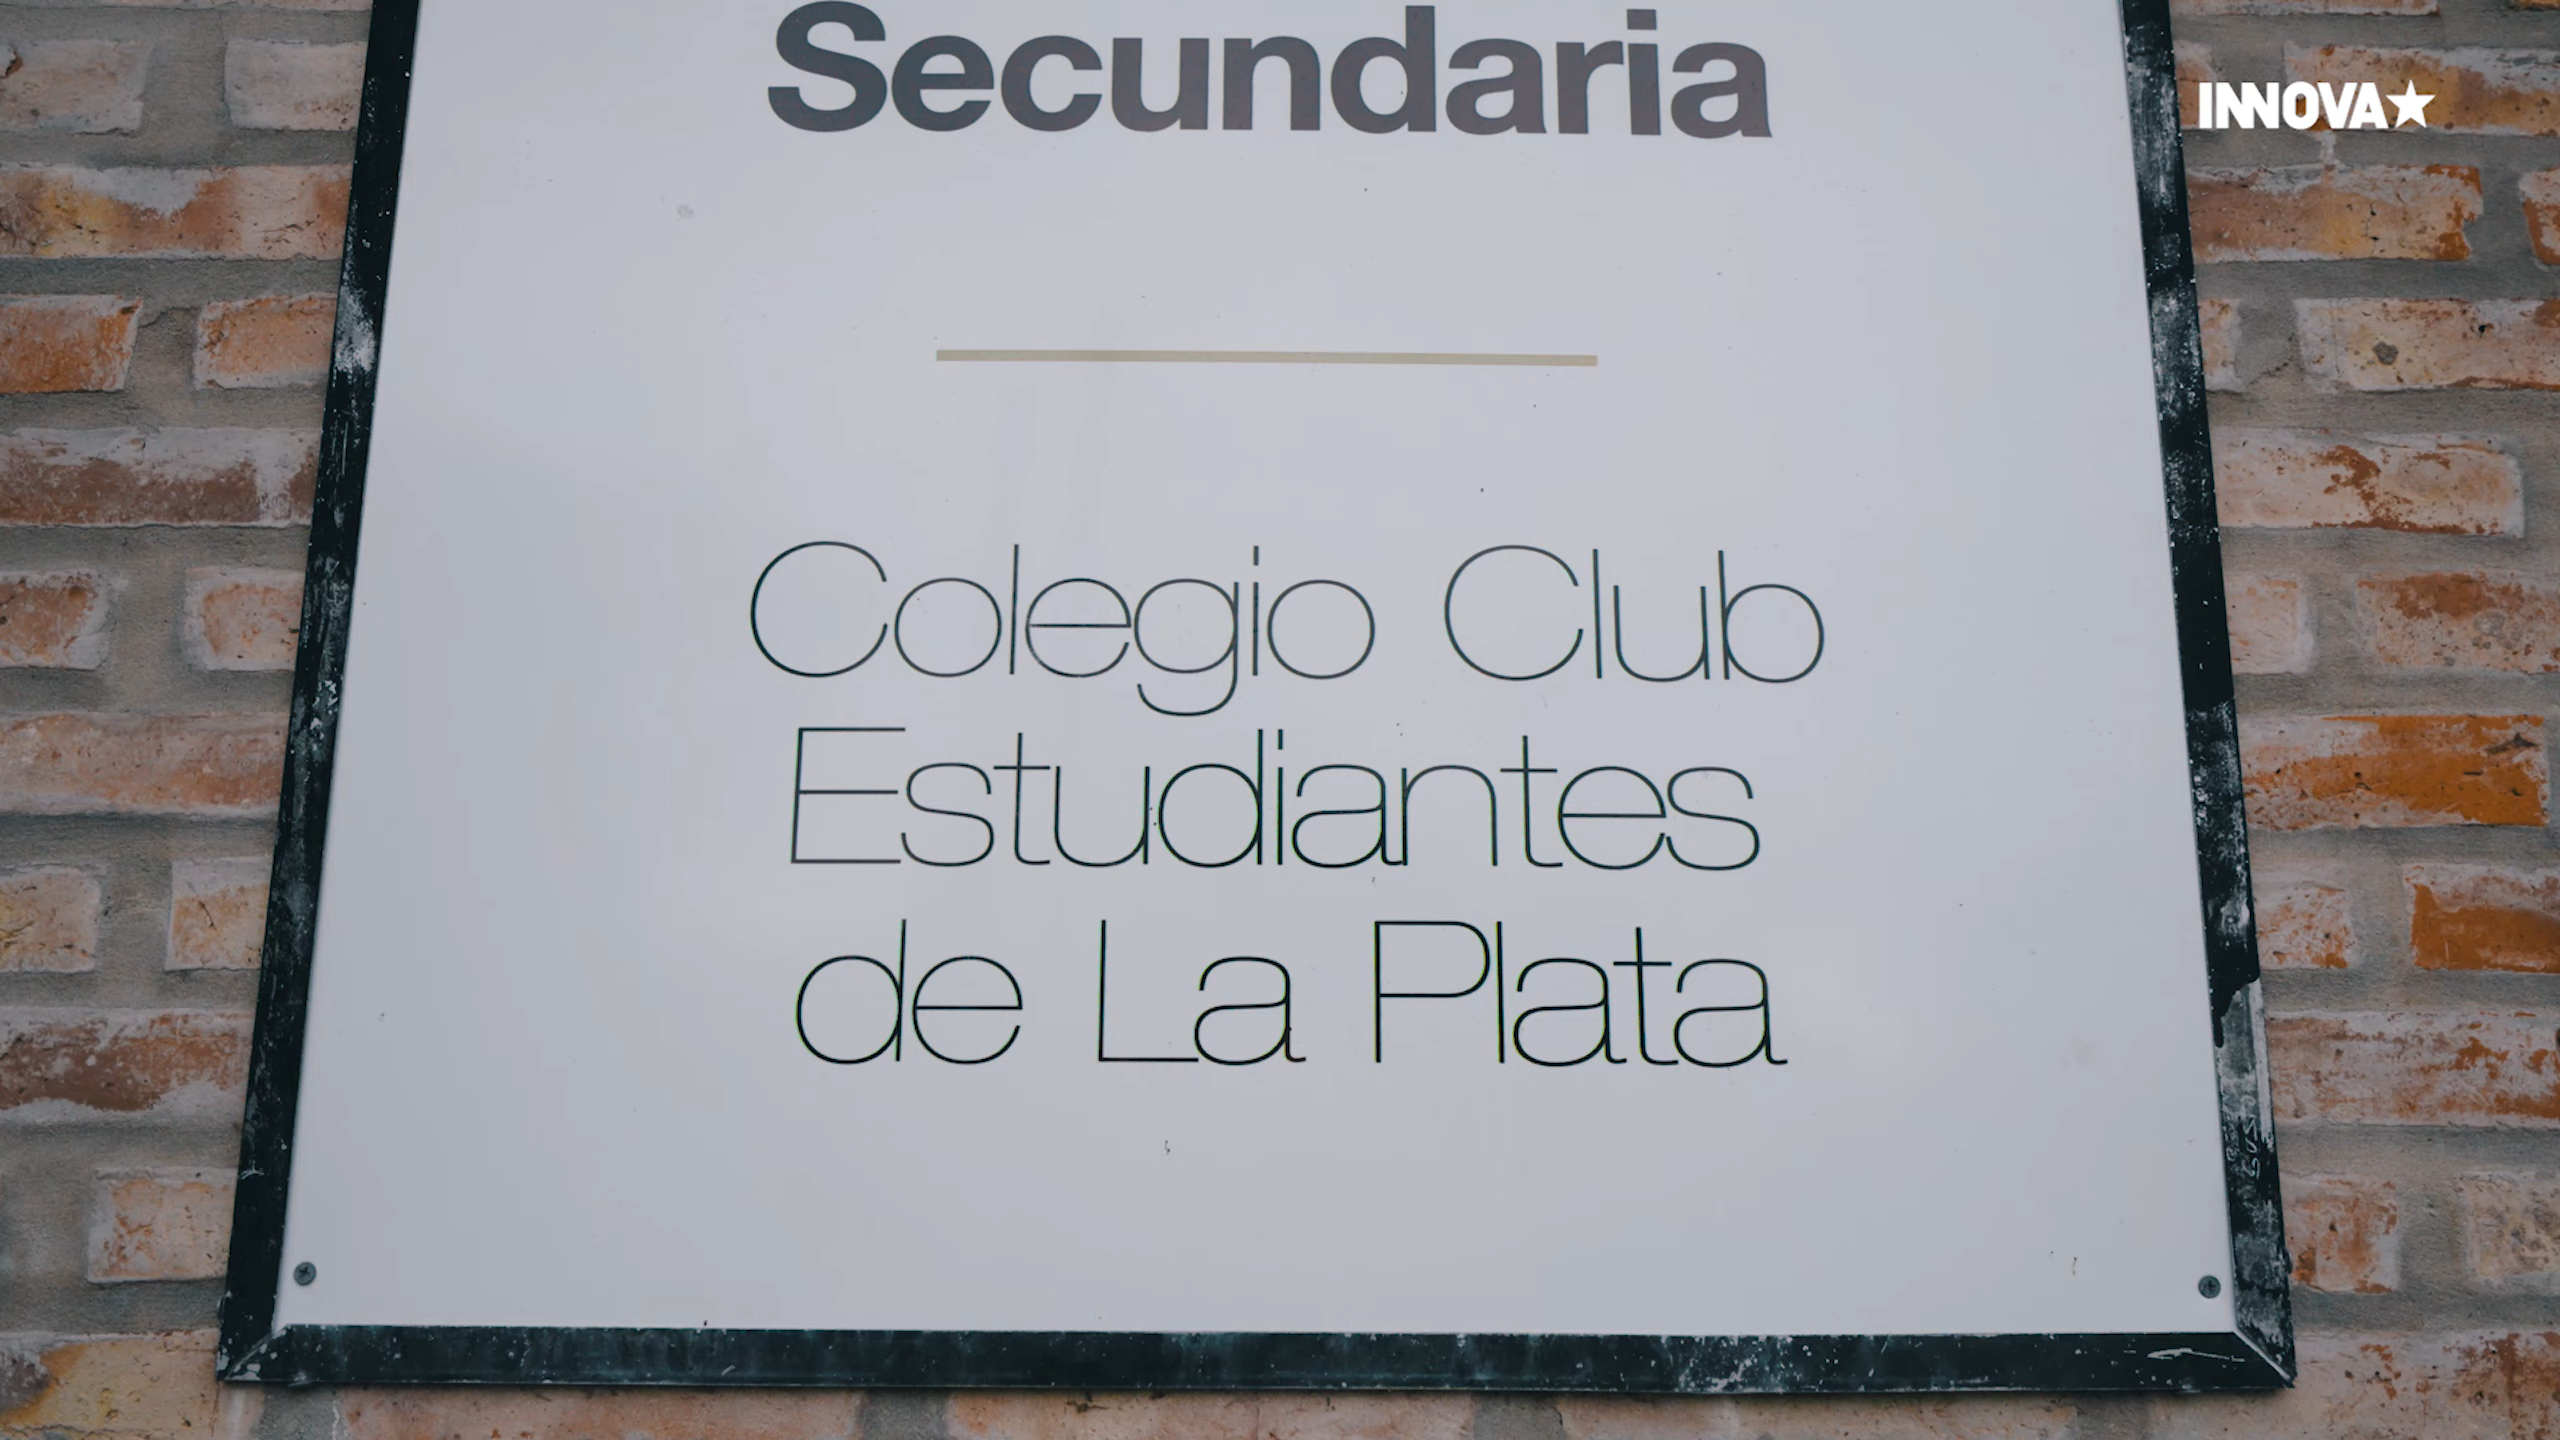 Secundaria
INNOVA
Colegio Club
Estudiantes
de La Plata